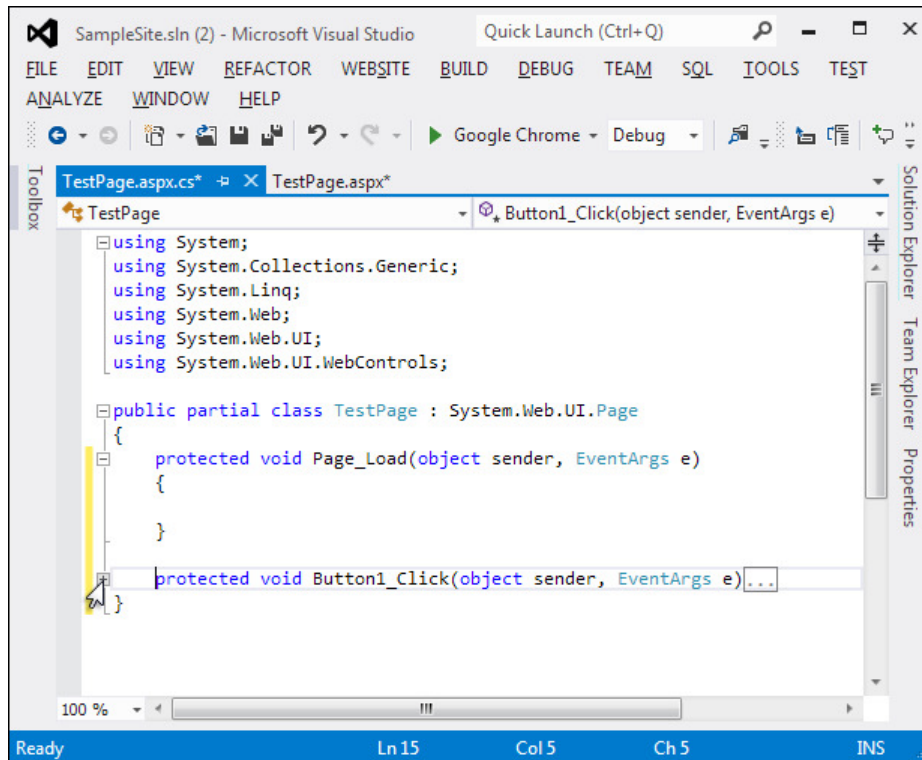 SampleSite.sln (2) - Microsoft Visual Studio Quick Launch (Ctrl+Q)
FILE EDIT VIEW REFACTOR WEBSITE BUILD DEBUG TEAM SQL TOOLS TEST
ANALYZE WINDOW HELP
Google Chrome Debug
Toolbox
TestPage.aspx.cs* TestPage.aspx*
TestPage Button1_Click(object sender, EventArgs e)
using System;
using System.Collections.Generic;
using System.Linq;
using System.Web;
using System.Web.UI;
using System.Web.UI.WebControls;
public partial class TestPage : System.Web.UI.Page
{
protected void Page_Load(object sender, EventArgs e)
{
}
protected void Button1_Click(object sender, EventArgs e)...
}
Solution Explorer
Team Explorer
Properties
100 %
Ready Ln 15 Col 5 Ch 5 INS